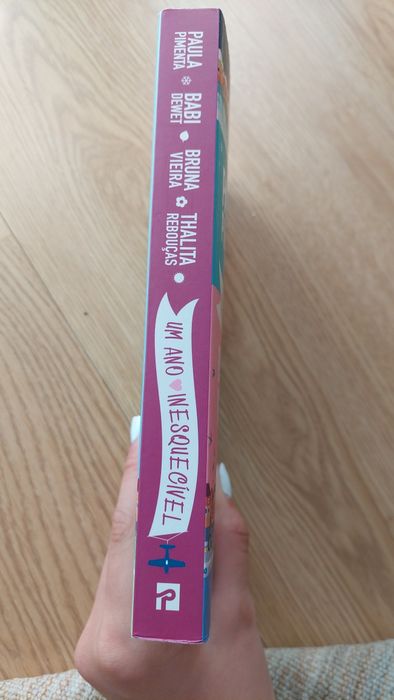 PAULA
PIMENTA
BABI
DEWET
BRUNA
VIEIRA
THALITA
REBOUÇAS
UM ANO INESQUECÍVEL